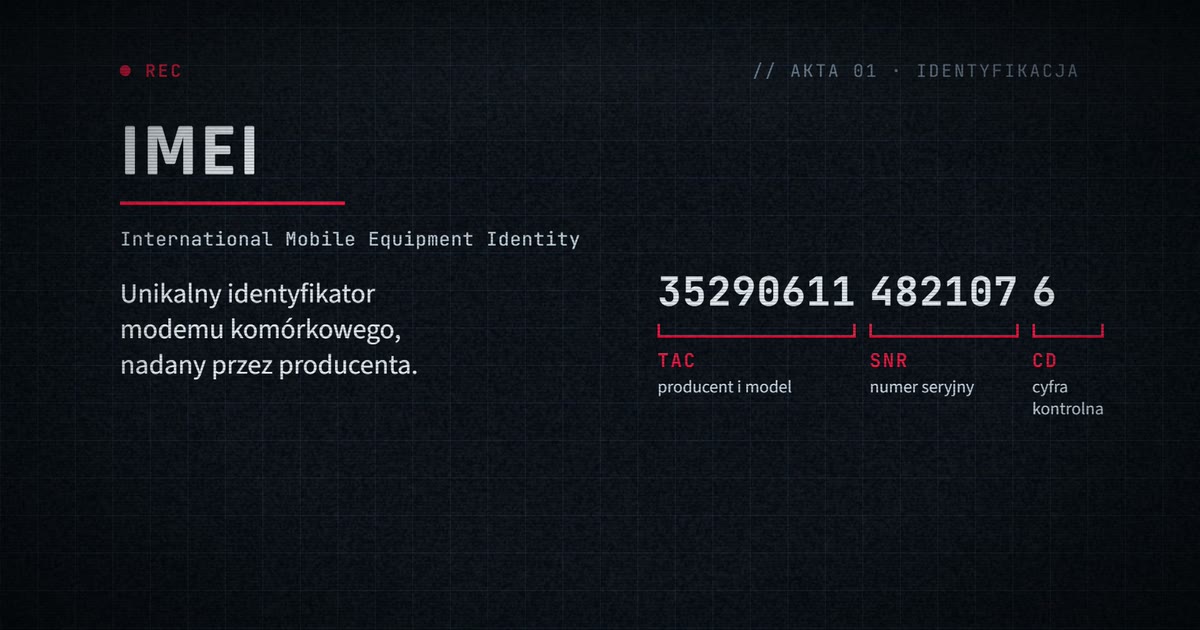 REC
// AKTA 01 · IDENTYFIKACJA
IMEI
International Mobile Equipment Identity
Unikalny identyfikator
modemu komórkowego,
nadany przez producenta.
35290611 482107 6
TAC SNR CD
producent i model numer seryjny cyfra
kontrolna